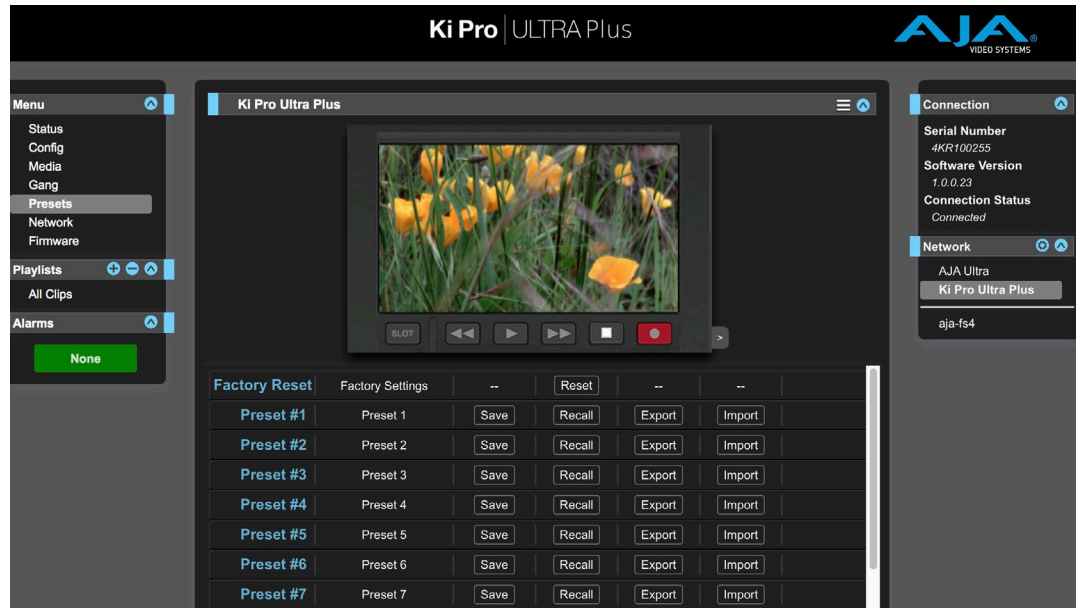 Ki Pro ULTRA Plus
AJA
VIDEO SYSTEMS
Menu
Status
Config
Media
Gang
Presets
Network
Firmware
Playlists
All Clips
Alarms
None
Ki Pro Ultra Plus
SLOT
>
Factory Reset Factory Settings -- Reset -- --
Preset #1 Preset 1 Save Recall Export Import
Preset #2 Preset 2 Save Recall Export Import
Preset #3 Preset 3 Save Recall Export Import
Preset #4 Preset 4 Save Recall Export Import
Preset #5 Preset 5 Save Recall Export Import
Preset #6 Preset 6 Save Recall Export Import
Preset #7 Preset 7 Save Recall Export Import
Connection
Serial Number
4KR100255
Software Version
1.0.0.23
Connection Status
Connected
Network
AJA Ultra
Ki Pro Ultra Plus
aja-fs4